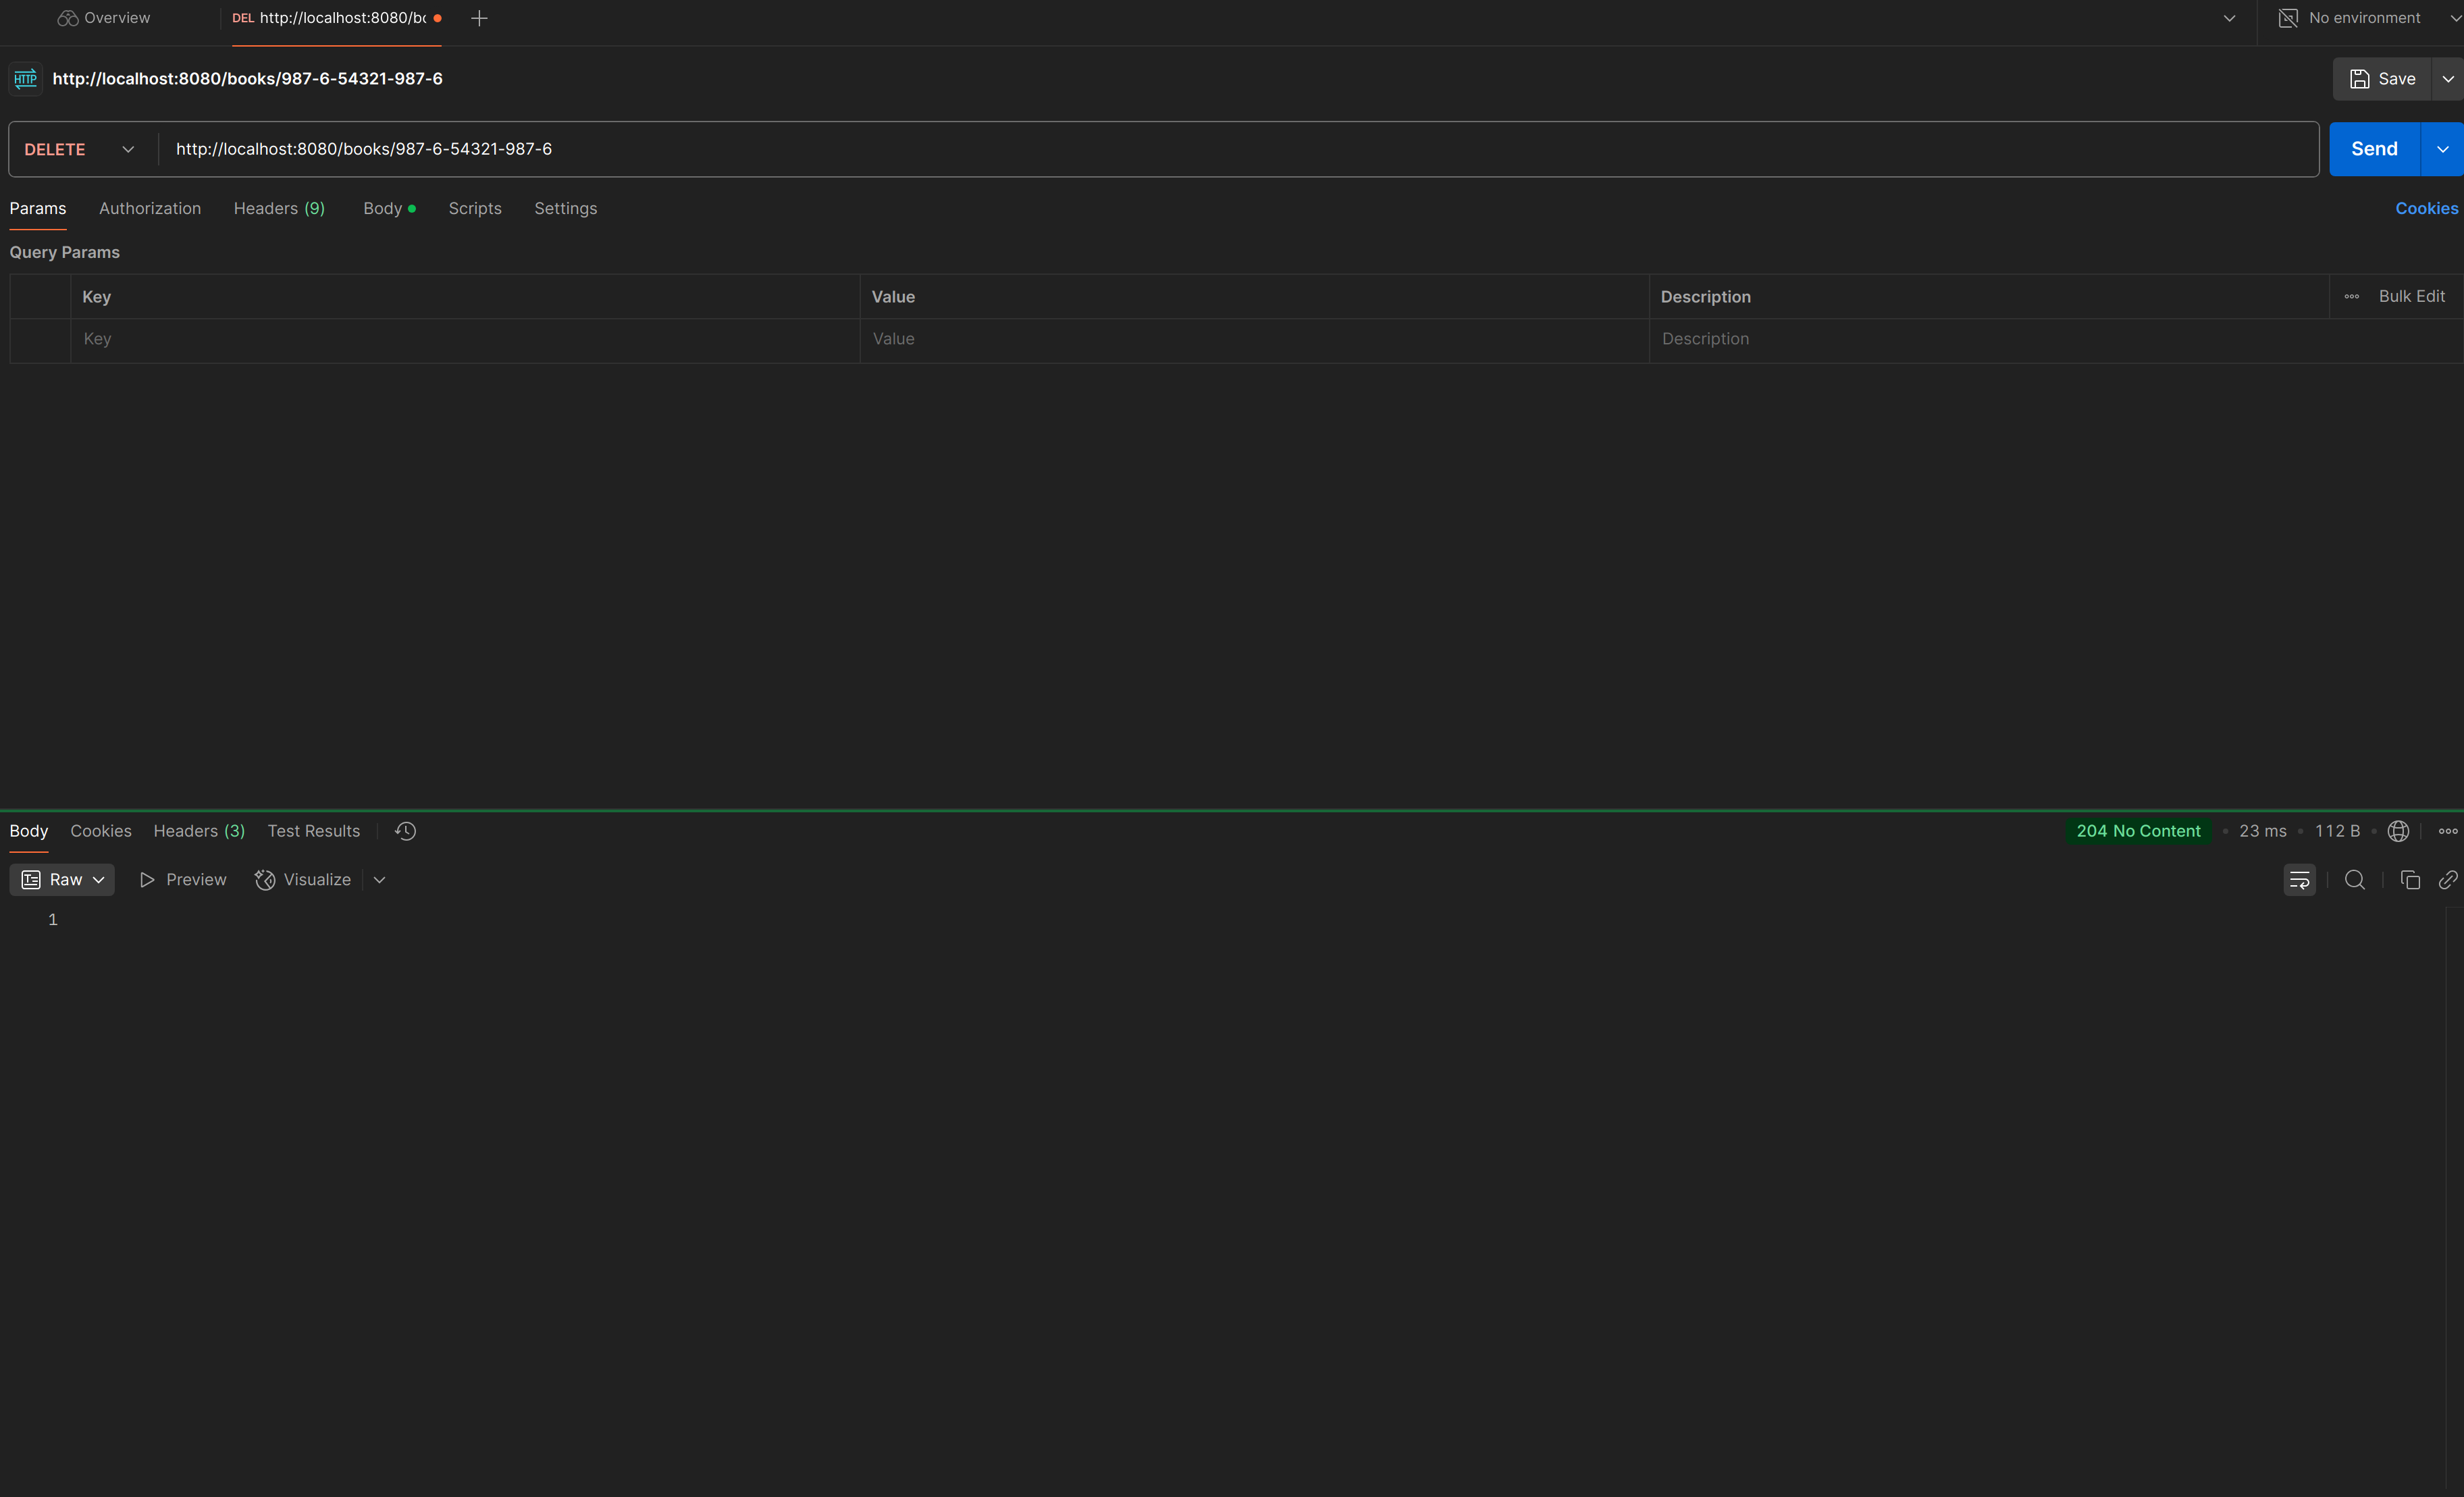 Overview
DEL http://localhost:8080/bo
No environment
HTTP http://localhost:8080/books/987-6-54321-987-6
Save
DELETE http://localhost:8080/books/987-6-54321-987-6
Send
Params Authorization Headers (9) Body Scripts Settings
Cookies
Query Params
Key Value Description Bulk Edit
Key Value Description
Body Cookies Headers (3) Test Results
204 No Content 23 ms 112 B
Raw Preview Visualize
1